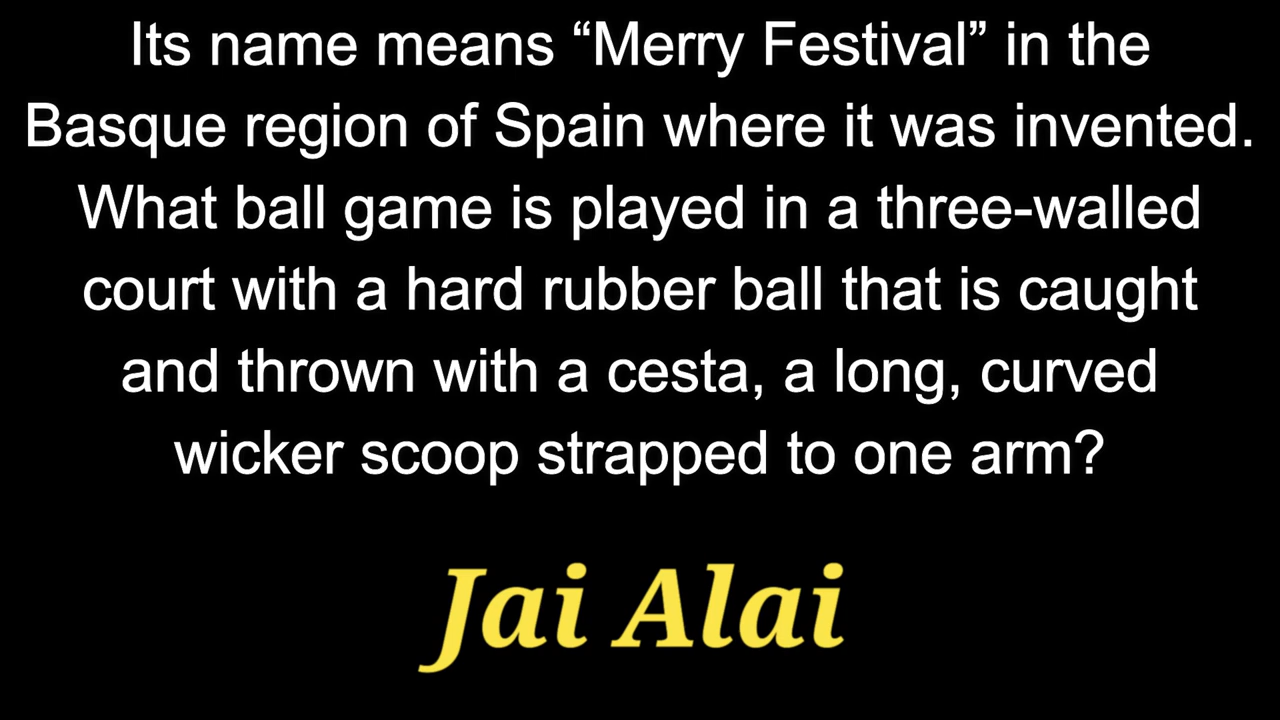 Its name means “Merry Festival” in the
Basque region of Spain where it was invented.
What ball game is played in a three-walled
court with a hard rubber ball that is caught
and thrown with a cesta, a long, curved
wicker scoop strapped to one arm?
Jai Alai